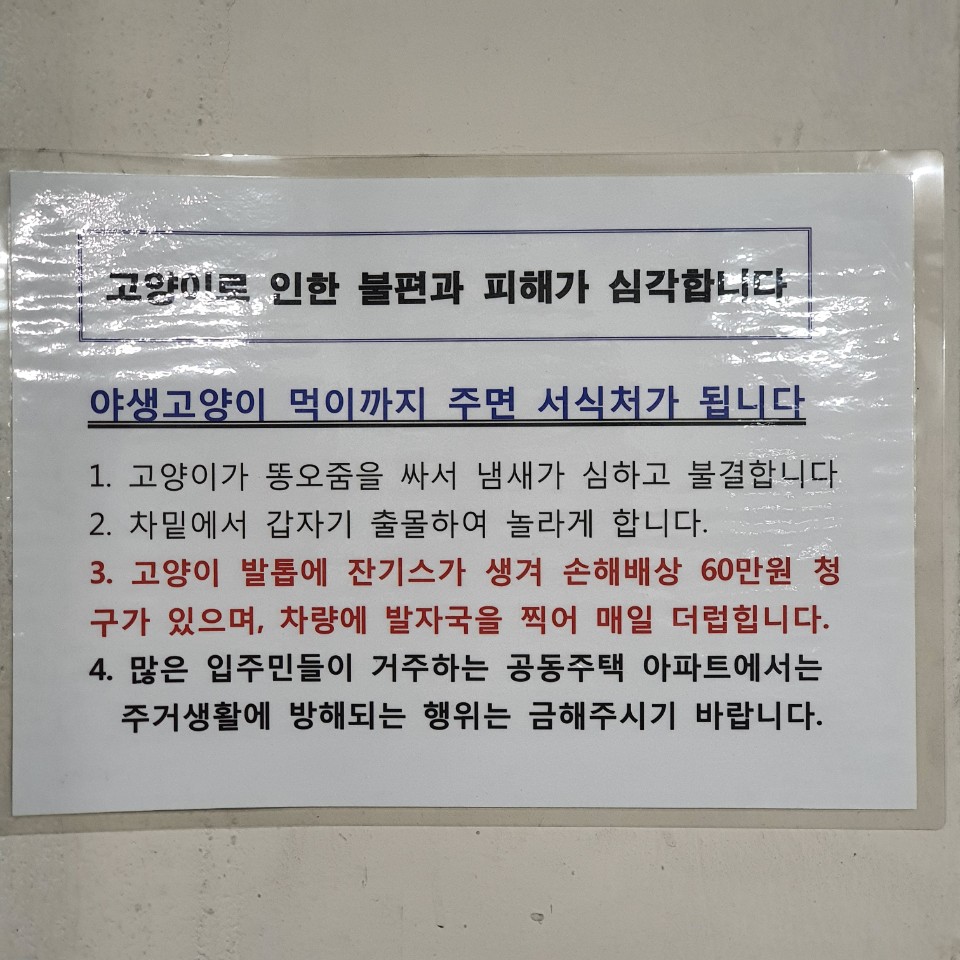 고양이로 인한 불편과 피해가 심각합니다
야생고양이 먹이까지 주면 서식처가 됩니다
1. 고양이가 똥오줌을 싸서 냄새가 심하고 불결합니다
2. 차밑에서 갑자기 출몰하여 놀라게 합니다.
3. 고양이 발톱에 잔기스가 생겨 손해배상 60만원 청
구가 있으며, 차량에 발자국을 찍어 매일 더럽힙니다.
4. 많은 입주민들이 거주하는 공동주택 아파트에서는
주거생활에 방해되는 행위는 금해주시기 바랍니다.